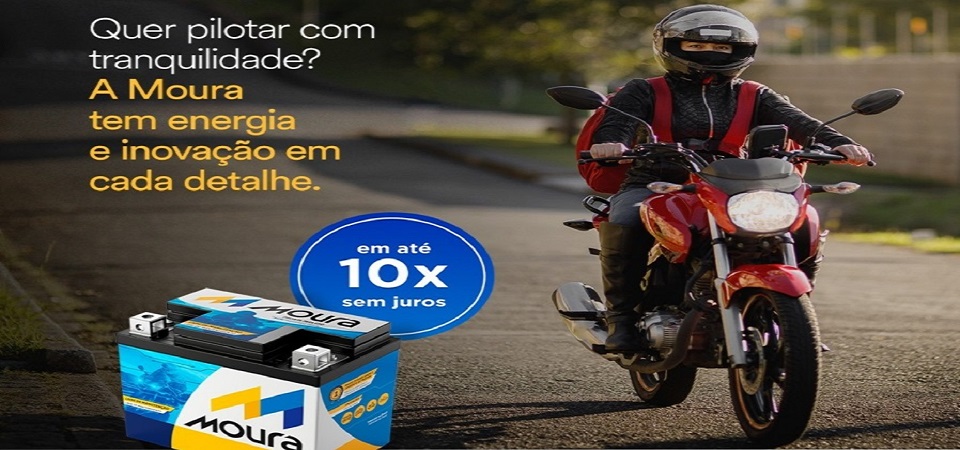 Quer pilotar com
tranquilidade?
A Moura
tem energia
e inovação em
cada detalhe.
em até
10x
sem juros
moura
moura